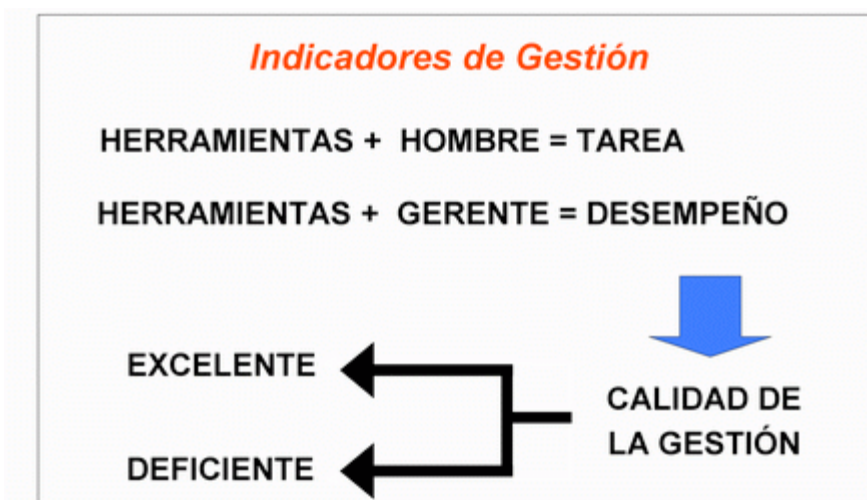 Indicadores de Gestión
HERRAMIENTAS + HOMBRE = TAREA
HERRAMIENTAS + GERENTE = DESEMPEÑO
EXCELENTE
CALIDAD DE
LA GESTIÓN
DEFICIENTE